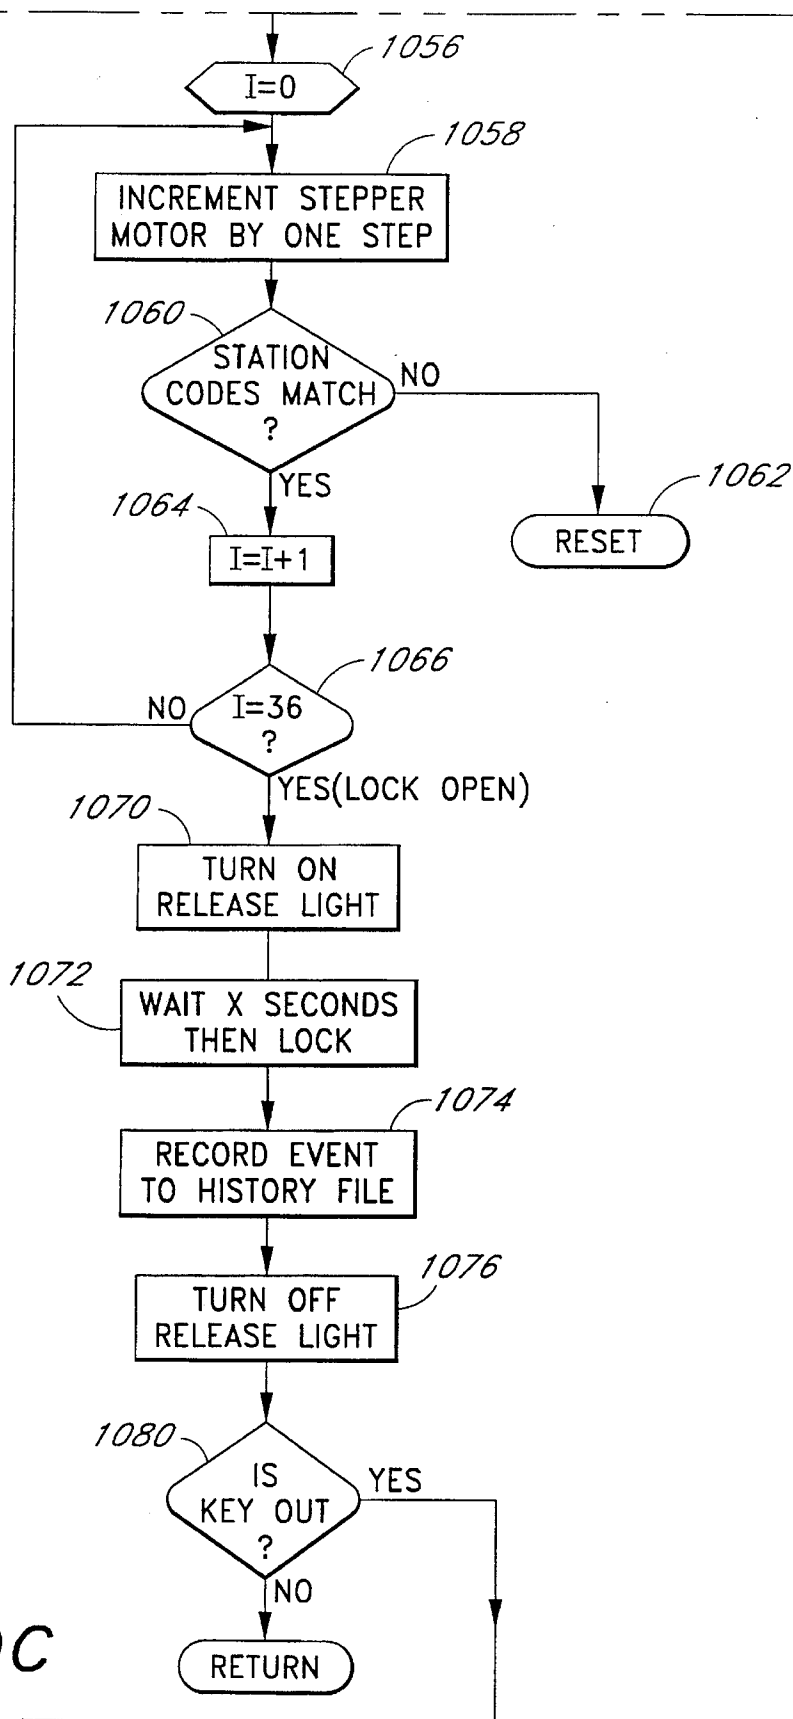 1056
I=0
1058
INCREMENT STEPPER
MOTOR BY ONE STEP
1060
STATION
CODES MATCH
?
NO
YES
1062
RESET
1064
I=I+1
1066
I=36
?
NO
YES(LOCK OPEN)
1070
TURN ON
RELEASE LIGHT
1072
WAIT X SECONDS
THEN LOCK
1074
RECORD EVENT
TO HISTORY FILE
1076
TURN OFF
RELEASE LIGHT
1080
IS
KEY OUT
?
YES
NO
RETURN